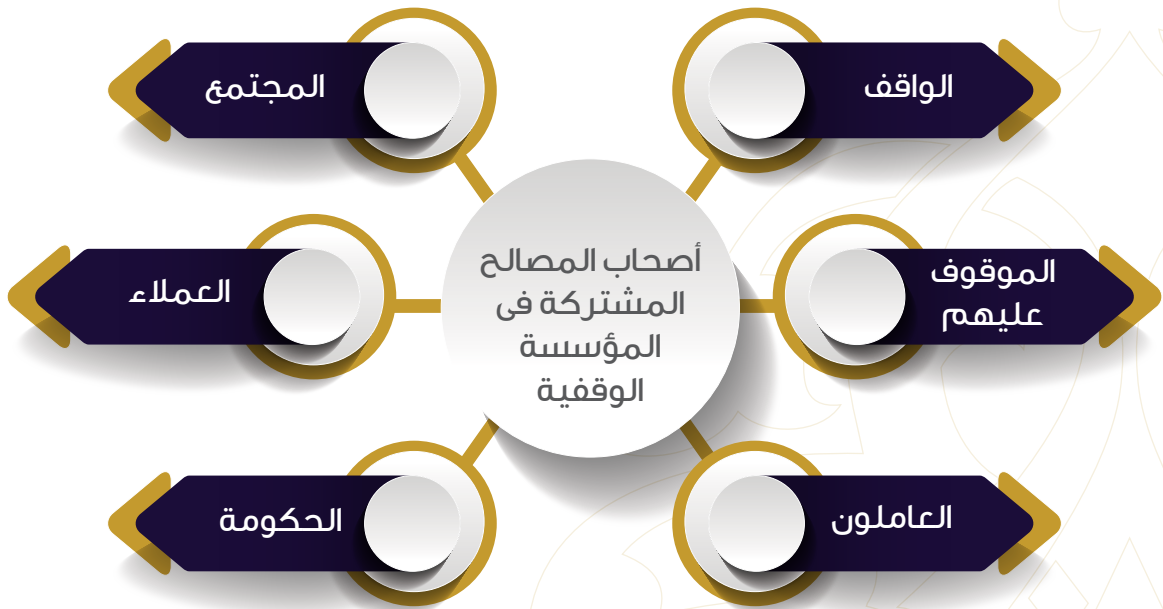 أصحاب المصالح
المشتركة فى
المؤسسة
الوقفية
الواقف
الموقوف
عليهم
العاملون
المجتمع
العملاء
الحكومة